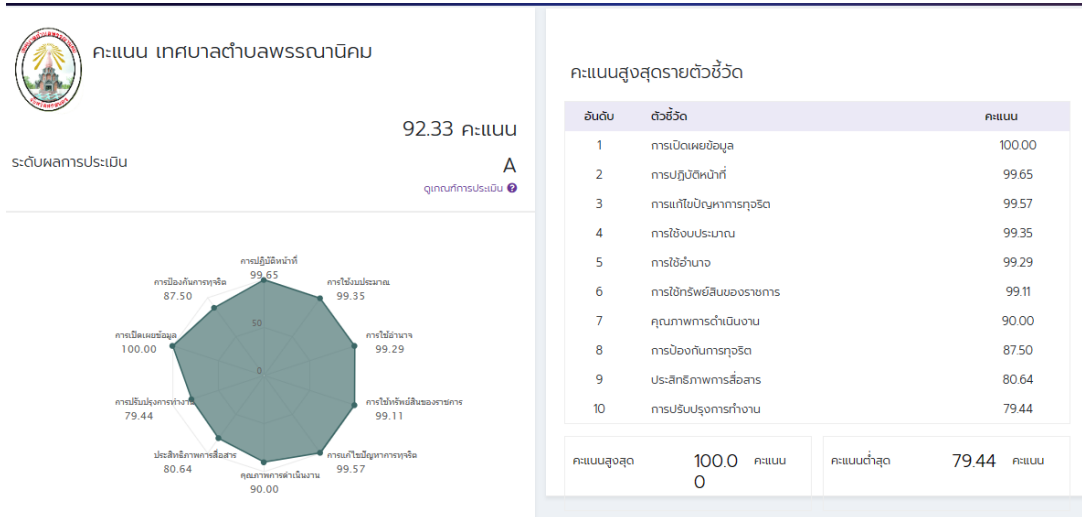 คะแนน เทศบาลตำบลพรรณานิคม
92.33 คะแนน
ระดับผลการประเมิน
A
ดูเกณฑ์การประเมิน
การปฏิบัติหน้าที่
99.65
การป้องกันการทุจริต
87.50
การใช้งบประมาณ
99.35
50
การเปิดเผยข้อมูล
100.00
การใช้อำนาจ
99.29
0
การปรับปรุงการทำงาน
79.44
การใช้ทรัพย์สินของราชการ
99.11
ประสิทธิภาพการสื่อสาร
80.64
การแก้ไขปัญหาการทุจริต
99.57
คุณภาพการดำเนินงาน
90.00
คะแนนสูงสุดรายตัวชี้วัด
อันดับ ตัวชี้วัด คะแนน
1 การเปิดเผยข้อมูล 100.00
2 การปฏิบัติหน้าที่ 99.65
3 การแก้ไขปัญหาการทุจริต 99.57
4 การใช้งบประมาณ 99.35
5 การใช้อำนาจ 99.29
6 การใช้ทรัพย์สินของราชการ 99.11
7 คุณภาพการดำเนินงาน 90.00
8 การป้องกันการทุจริต 87.50
9 ประสิทธิภาพการสื่อสาร 80.64
10 การปรับปรุงการทำงาน 79.44
คะแนนสูงสุด 100.0 คะแนน
0
คะแนนต่ำสุด 79.44 คะแนน